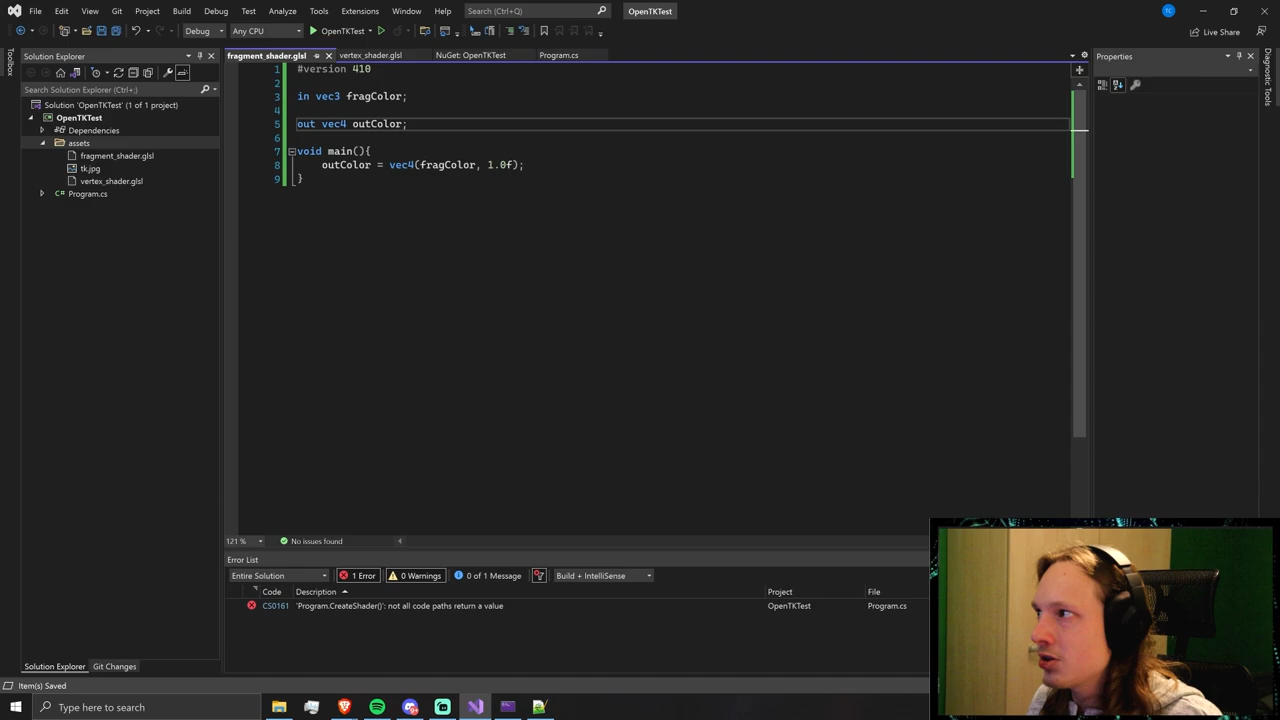 File Edit View Git Project Build Debug Test Analyze Tools Extensions Window Help Search (Ctrl+Q) OpenTKTest TC
Debug Any CPU OpenTKTest Live Share
Toolbox
Solution Explorer
Search Solution Explorer (Ctrl+;)
Solution 'OpenTKTest' (1 of 1 project)
OpenTKTest
Dependencies
assets
fragment_shader.glsl
tk.jpg
vertex_shader.glsl
C# Program.cs
Solution Explorer Git Changes
fragment_shader.glsl vertex_shader.glsl NuGet: OpenTKTest Program.cs
1 #version 410
2
3 in vec3 fragColor;
4
5 out vec4 outColor;
6
7 void main(){
8 outColor = vec4(fragColor, 1.0f);
9 }
121 % No issues found
Error List
Entire Solution 1 Error 0 Warnings 0 of 1 Message Build + IntelliSense
Code Description Project File
CS0161 'Program.CreateShader()': not all code paths return a value OpenTKTest Program.cs
Properties
Diagnostic Tools
Item(s) Saved
Type here to search